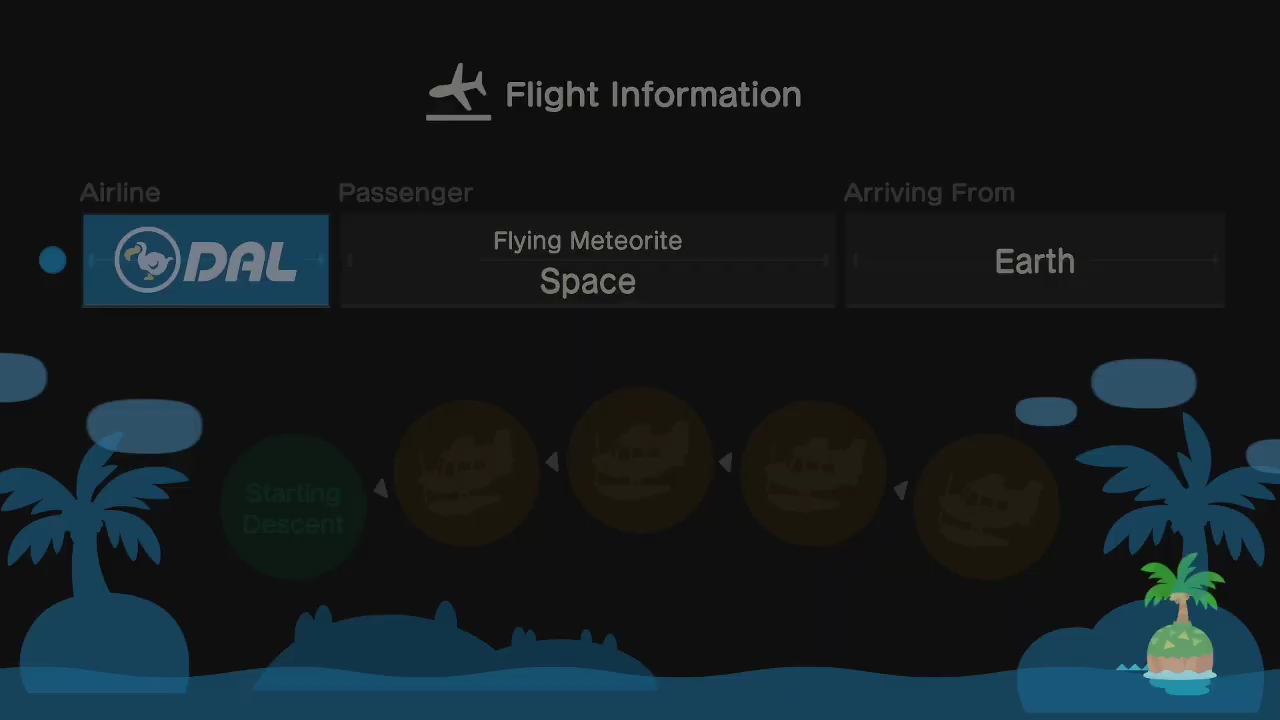 Flight Information
Airline
Passenger
Arriving From
DAL
Flying Meteorite
Space
Earth
Starting
Descent